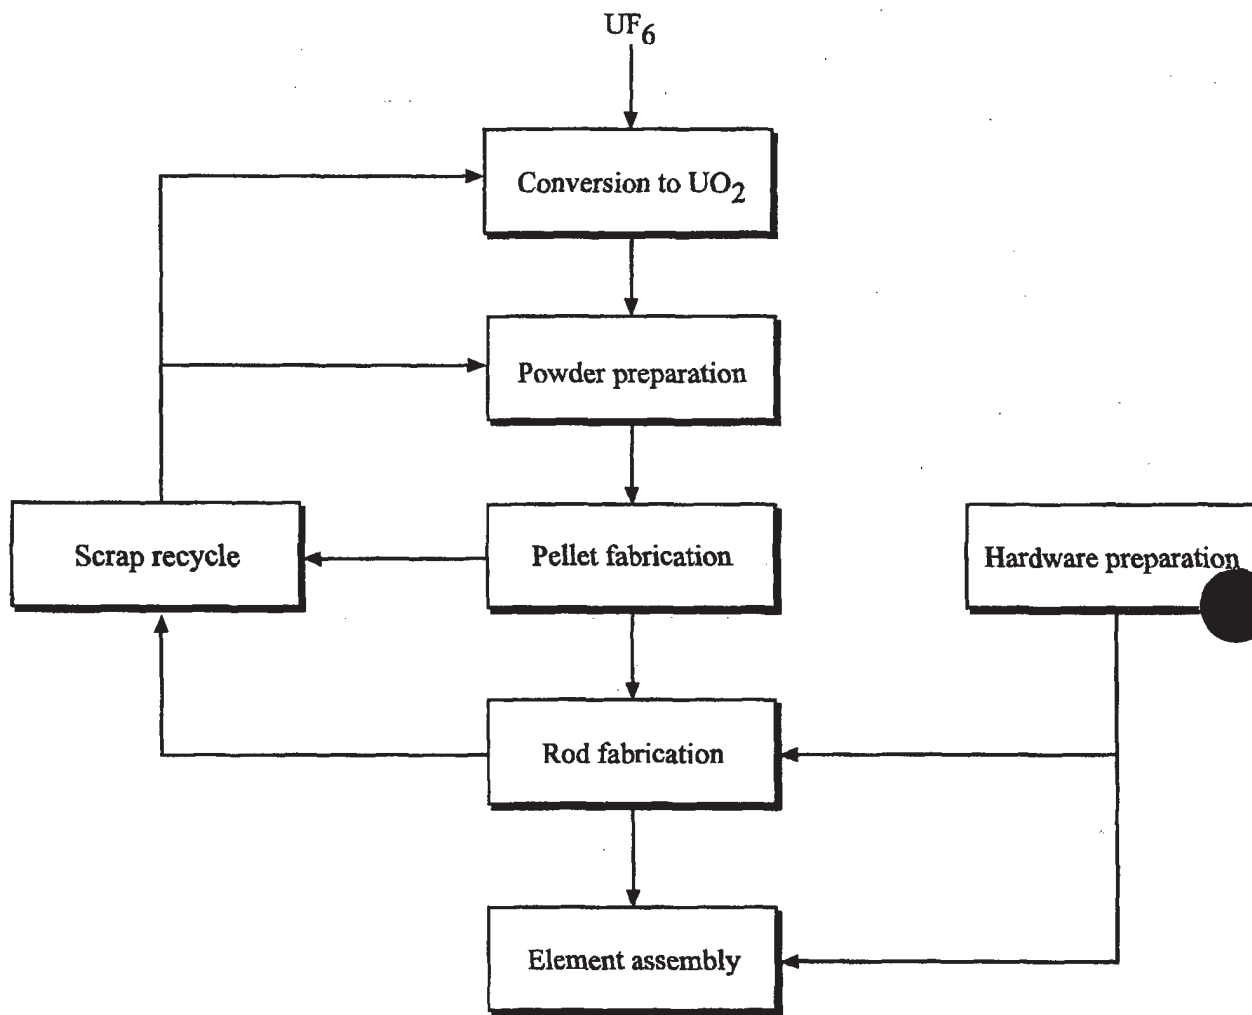 UF6
Conversion to UO2
Powder preparation
Scrap recycle
Pellet fabrication
Hardware preparation
Rod fabrication
Element assembly